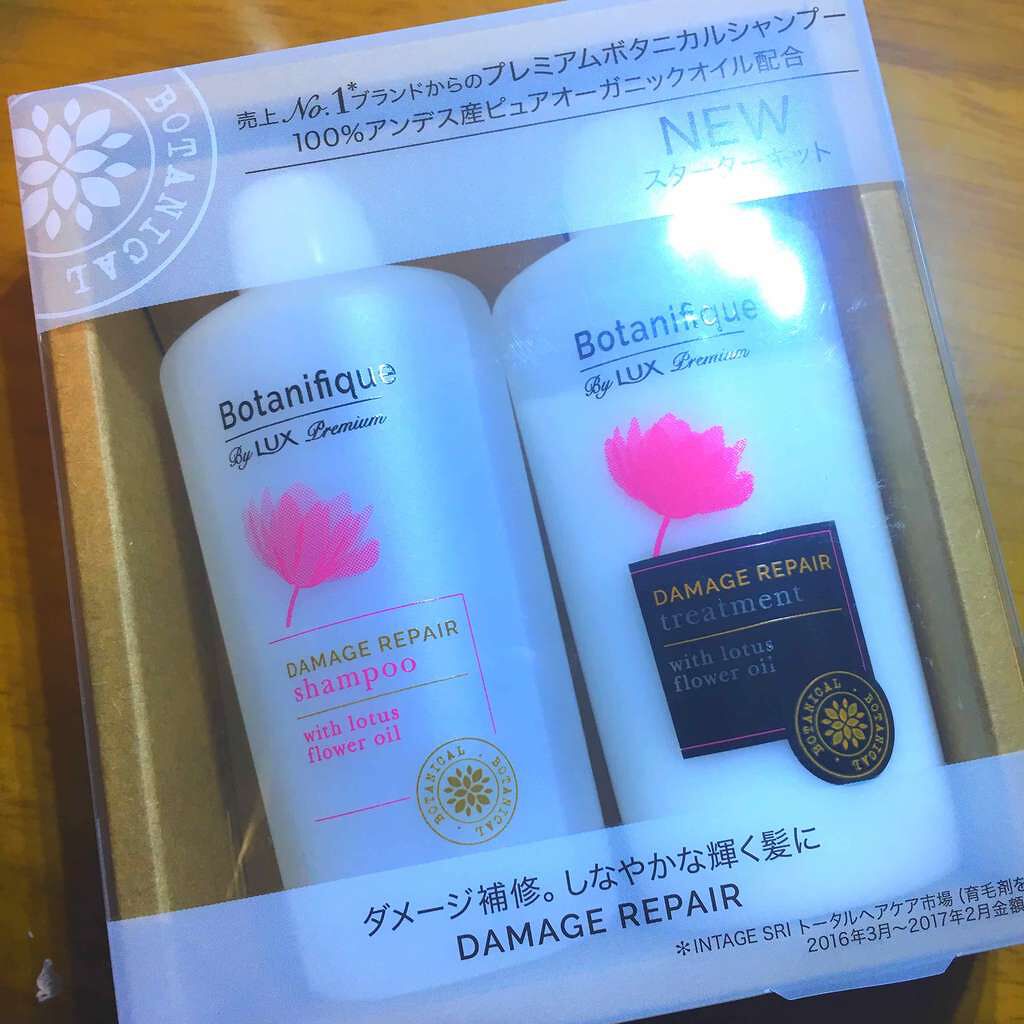 売上 No.1*ブランドからのプレミアムボタニカルシャンプー
100%アンデス産ピュアオーガニックオイル配合
NEW
スターターキット
BOTANICAL
BOTANICAL
Botanifique
By LUX Premium
DAMAGE REPAIR
shampoo
with lotus
flower oil
BOTANICAL · BOTANICAL ·
Botanifique
By LUX Premium
DAMAGE REPAIR
treatment
with lotus
flower oil
BOTANICAL · BOTANICAL ·
ダメージ補修。しなやかな輝く髪に
DAMAGE REPAIR
*INTAGE SRI トータルヘアケア市場 (育毛剤を
2016年3月〜2017年2月金額